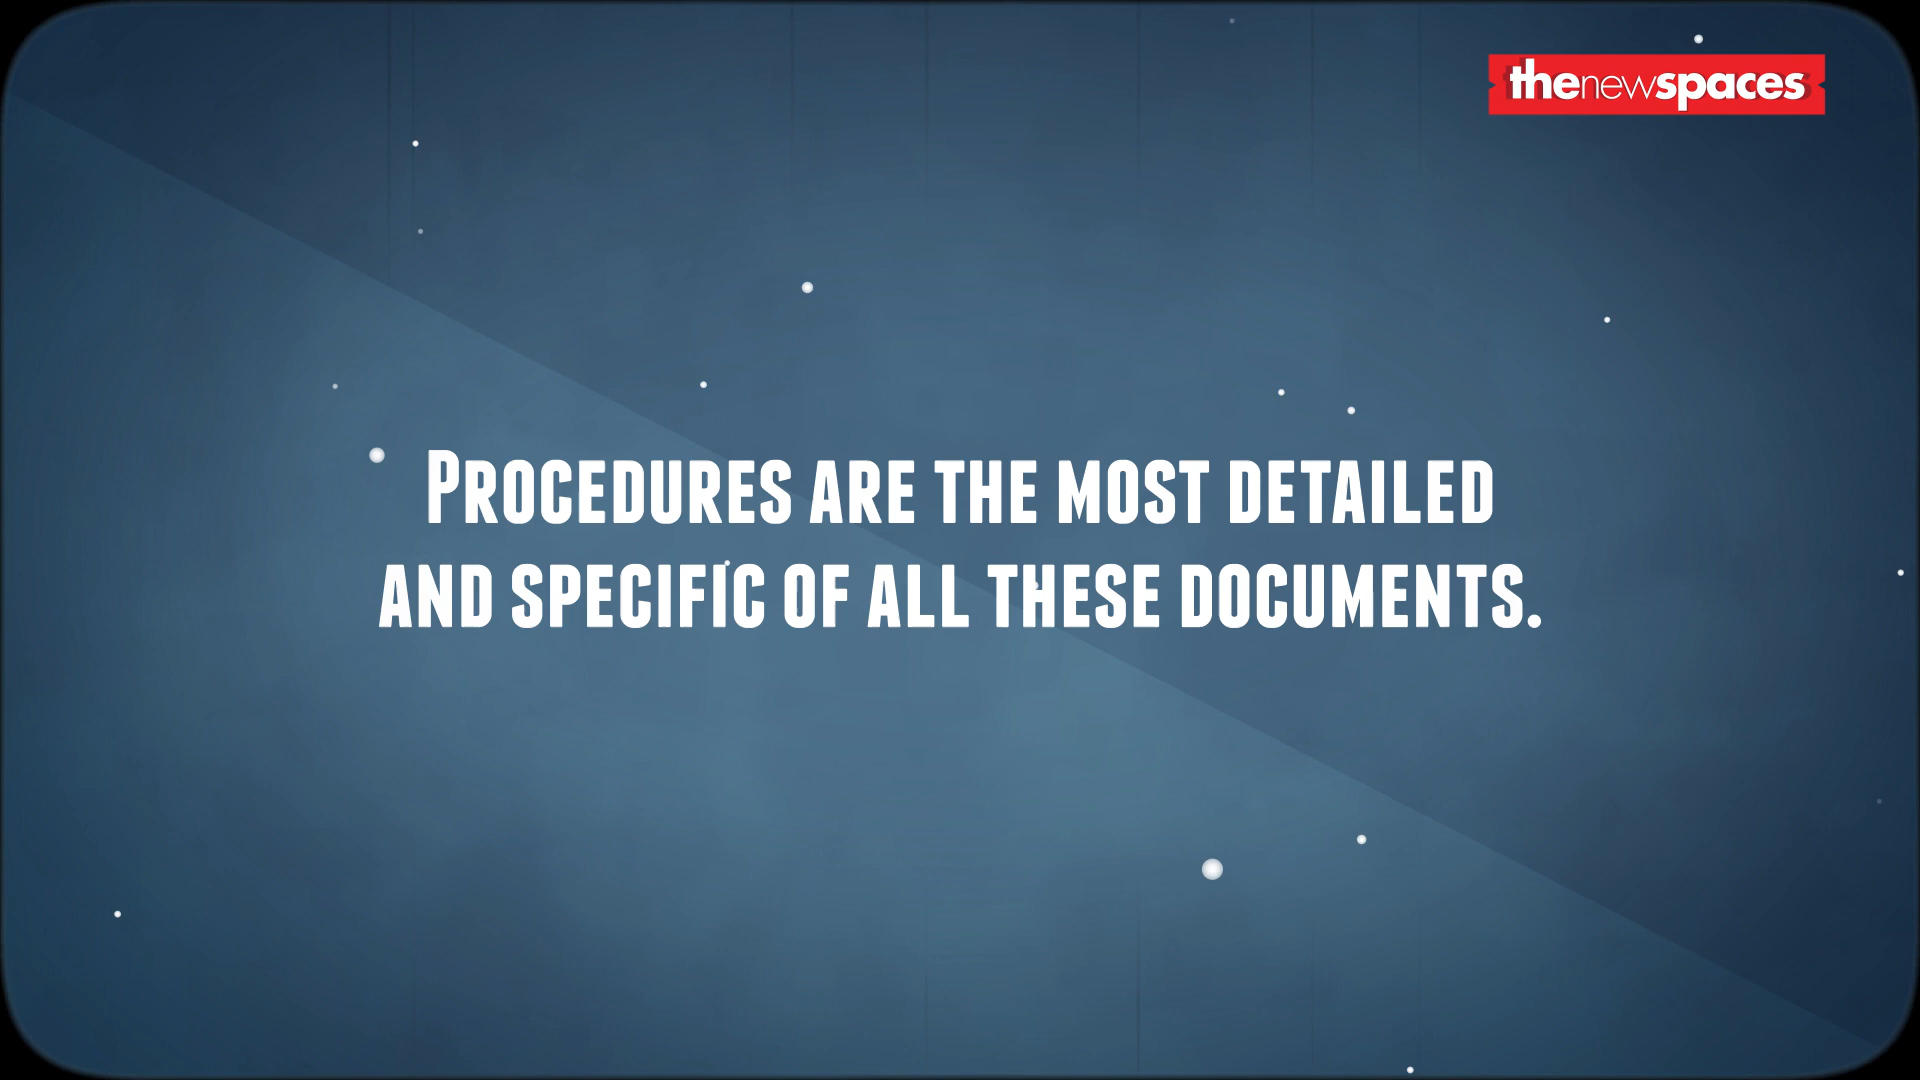 thenewspaces
Procedures are the most detailed
and specific of all these documents.